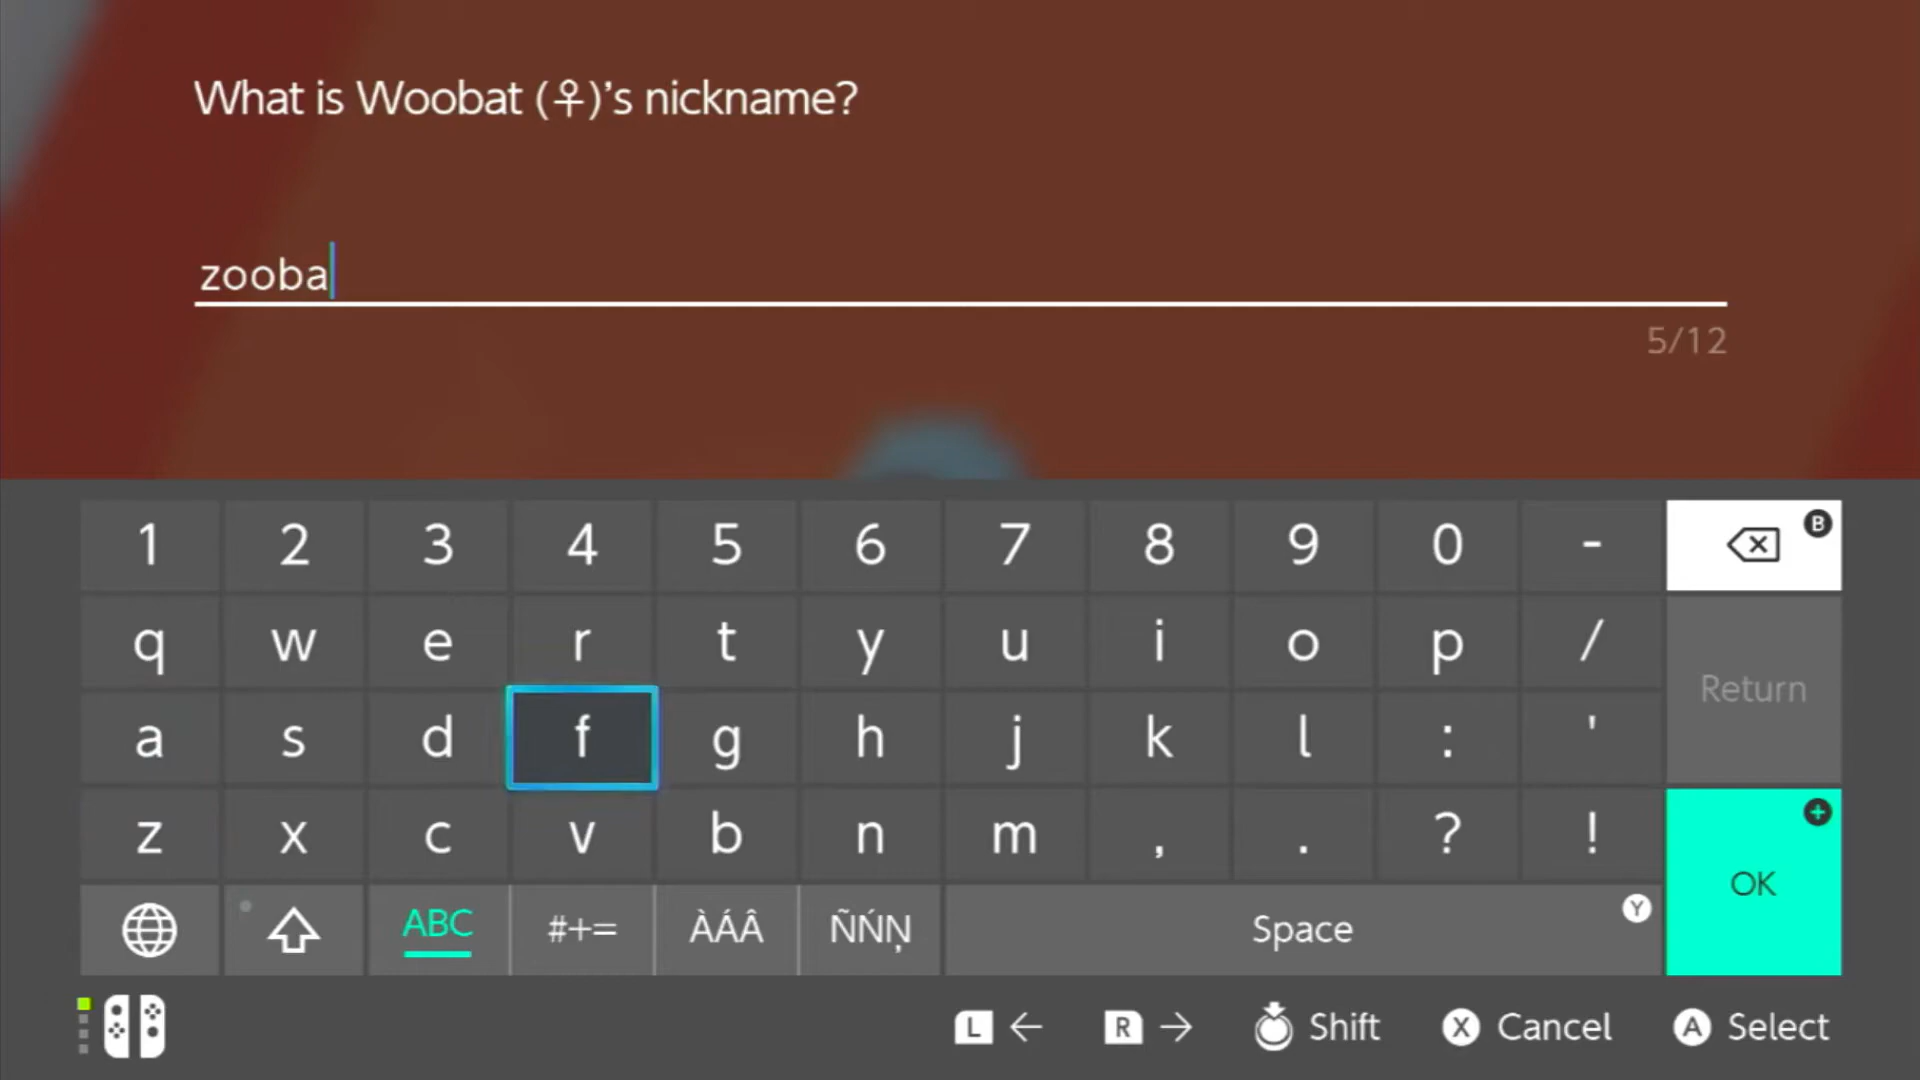 What is Woobat (♀)'s nickname?
zooba
5/12
1 2 3 4 5 6 7 8 9 0 - B
q w e r t y u i o p /
Return
a s d f g h j k l : '
z x c v b n m , . ? ! +
OK
ABC #+= ÀÁÂ ÑŃŅ Space Y
L ← R → Shift X Cancel A Select